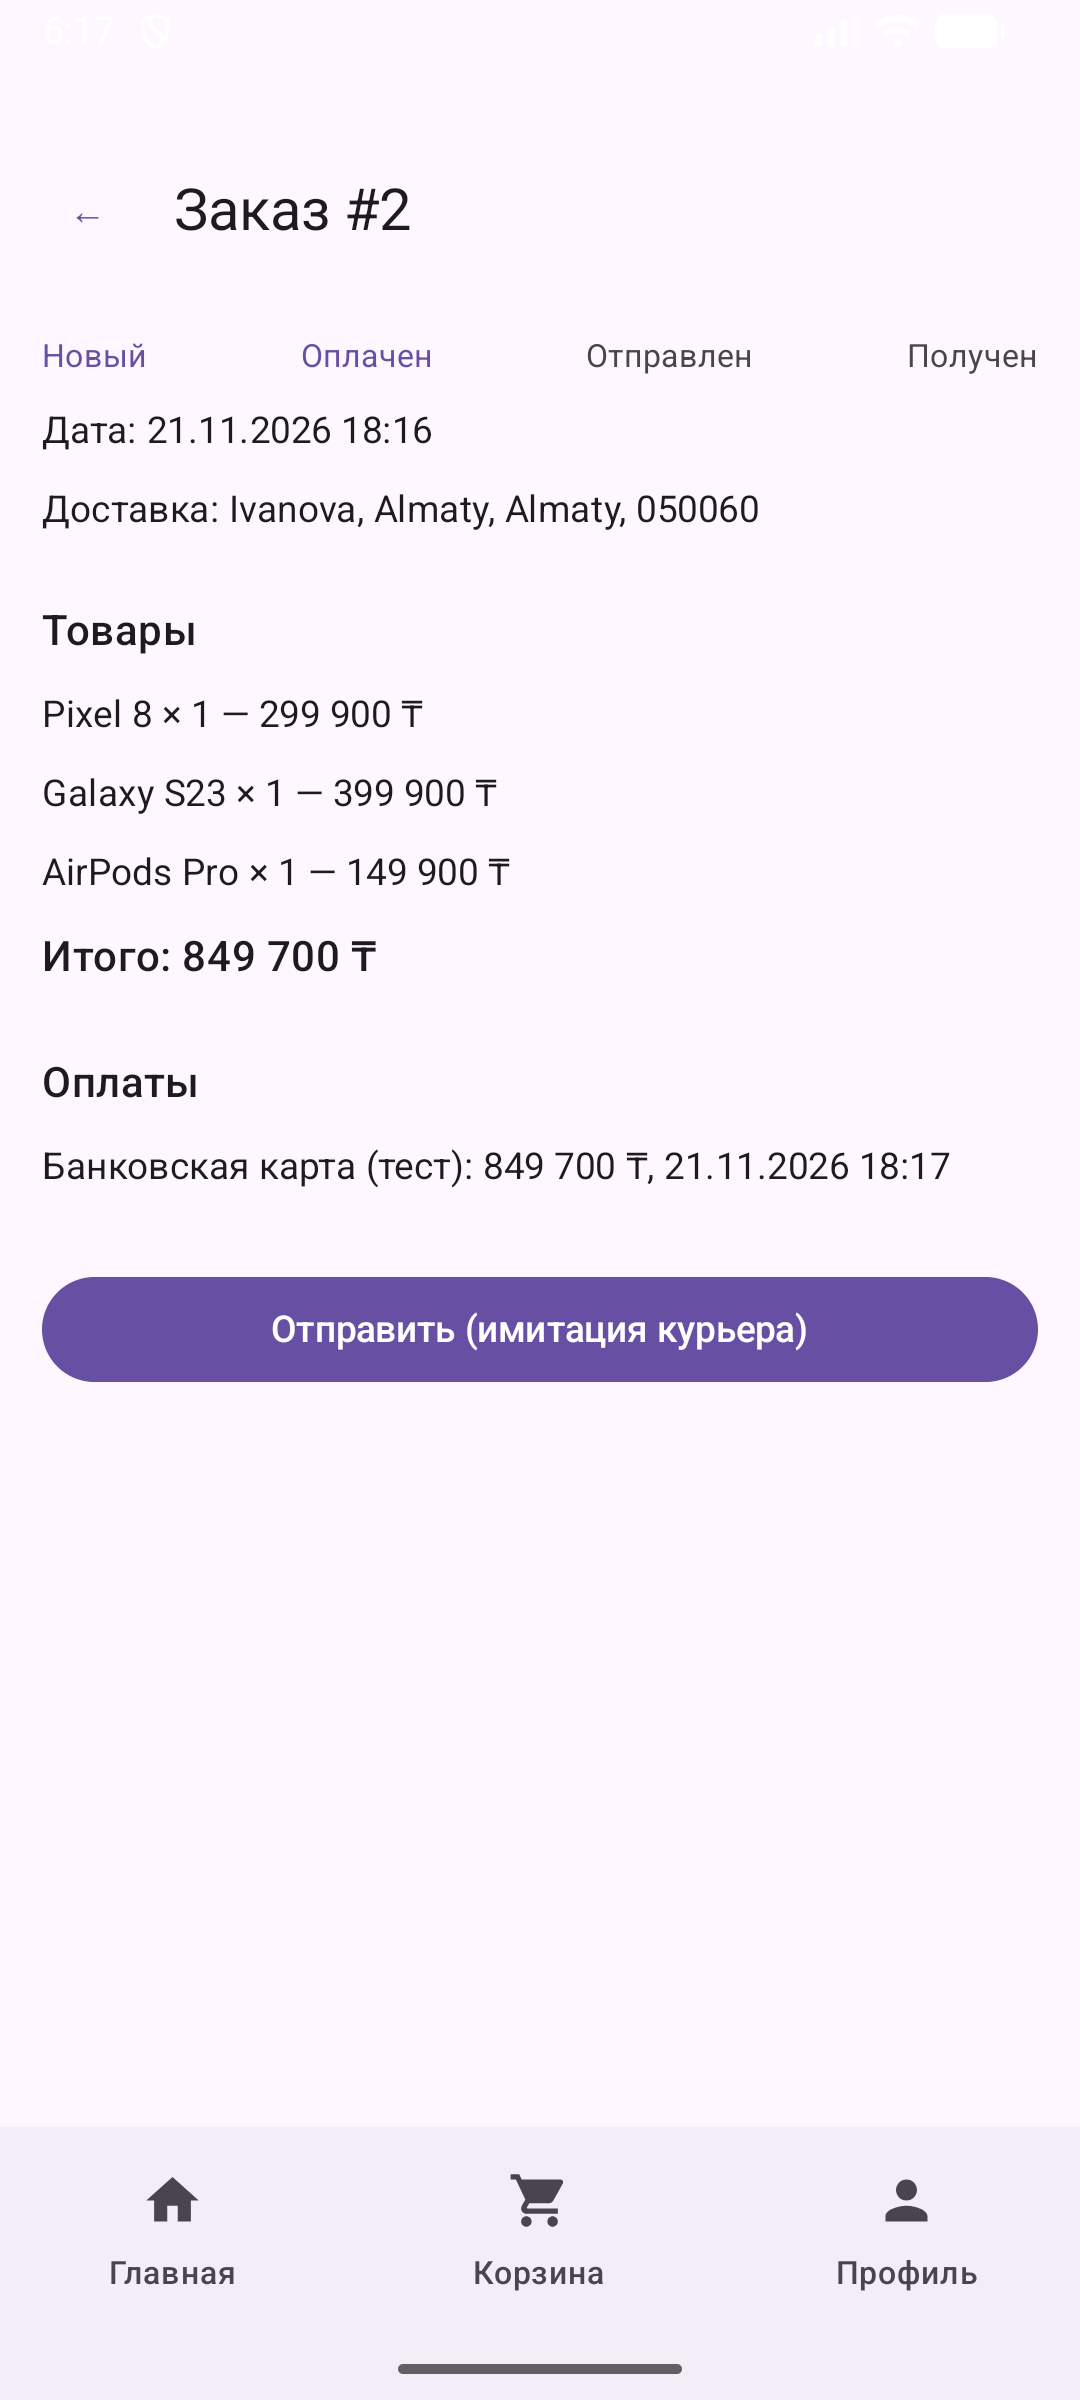 6:17
← Заказ #2
Новый Оплачен Отправлен Получен
Дата: 21.11.2026 18:16
Доставка: Ivanova, Almaty, Almaty, 050060
Товары
Pixel 8 × 1 — 299 900 ₸
Galaxy S23 × 1 — 399 900 ₸
AirPods Pro × 1 — 149 900 ₸
Итого: 849 700 ₸
Оплаты
Банковская карта (тест): 849 700 ₸, 21.11.2026 18:17
Отправить (имитация курьера)
Главная Корзина Профиль